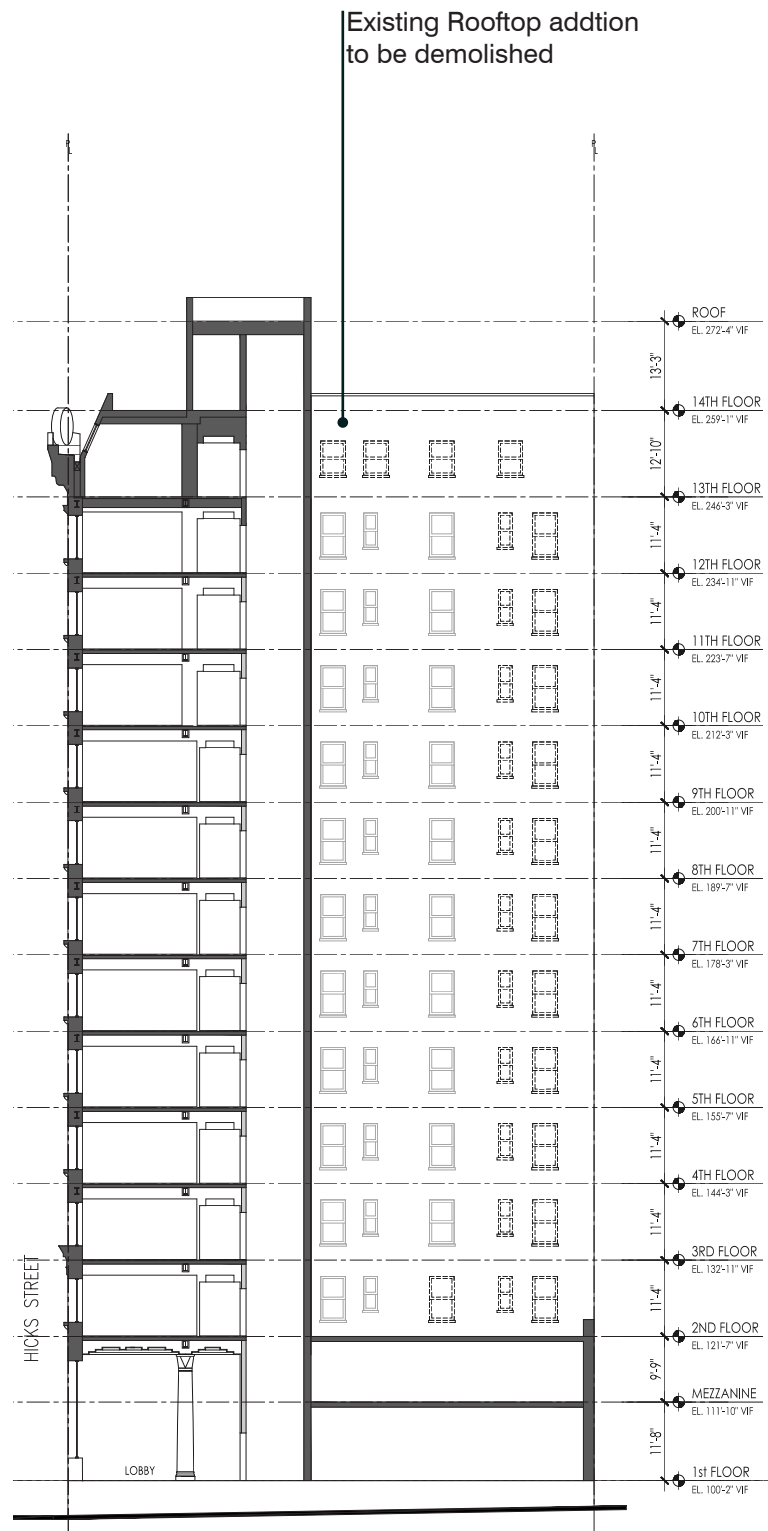 Existing Rooftop addtion
to be demolished
PL
PL
ROOF
EL. 272'-4" VIF
13'-3"
14TH FLOOR
EL. 259'-1" VIF
12'-10"
13TH FLOOR
EL. 246'-3" VIF
11'-4"
12TH FLOOR
EL. 234'-11" VIF
11'-4"
11TH FLOOR
EL. 223'-7" VIF
11'-4"
10TH FLOOR
EL. 212'-3" VIF
11'-4"
9TH FLOOR
EL. 200'-11" VIF
11'-4"
8TH FLOOR
EL. 189'-7" VIF
11'-4"
7TH FLOOR
EL. 178'-3" VIF
11'-4"
6TH FLOOR
EL. 166'-11" VIF
11'-4"
5TH FLOOR
EL. 155'-7" VIF
11'-4"
4TH FLOOR
EL. 144'-3" VIF
11'-4"
3RD FLOOR
EL. 132'-11" VIF
11'-4"
HICKS STREET
2ND FLOOR
EL. 121'-7" VIF
9'-9"
MEZZANINE
EL. 111'-10" VIF
11'-8"
LOBBY
1st FLOOR
EL. 100'-2" VIF